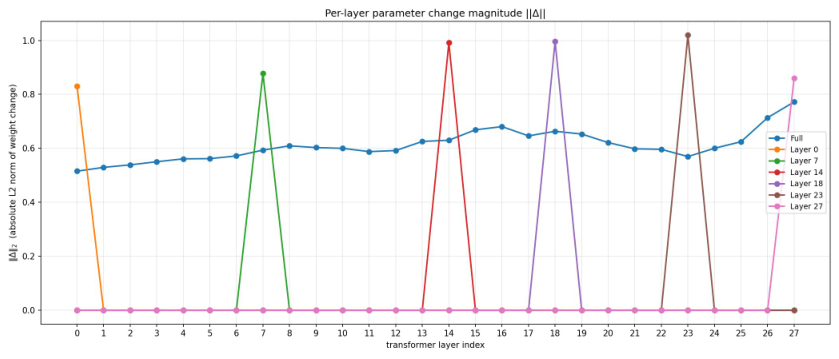 Per-layer parameter change magnitude ||Δ||
‖Δ‖₂ (absolute L2 norm of weight change)
1.0
0.8
0.6
0.4
0.2
0.0
Full
Layer 0
Layer 7
Layer 14
Layer 18
Layer 23
Layer 27
0 1 2 3 4 5 6 7 8 9 10 11 12 13 14 15 16 17 18 19 20 21 22 23 24 25 26 27
transformer layer index